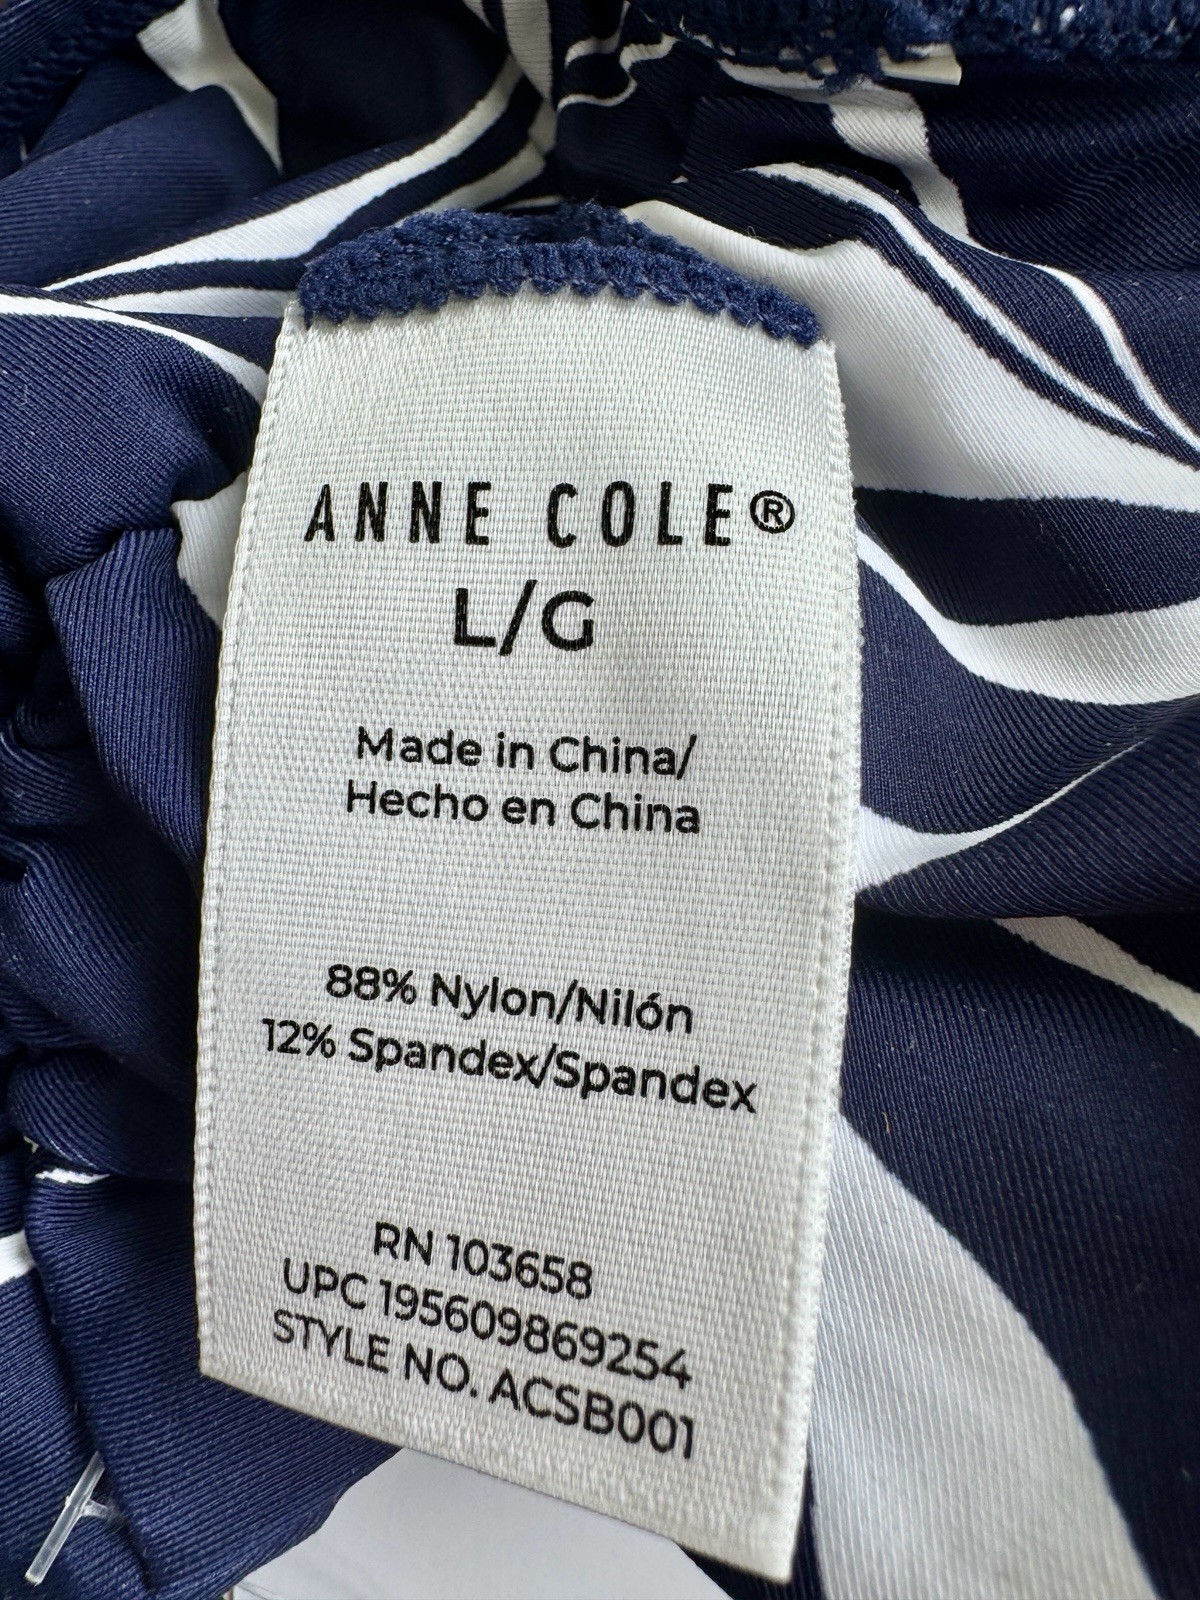 ANNE COLE®
L/G
Made in China/
Hecho en China
88% Nylon/Nilón
12% Spandex/Spandex
RN 103658
UPC 195609869254
STYLE NO. ACSB001